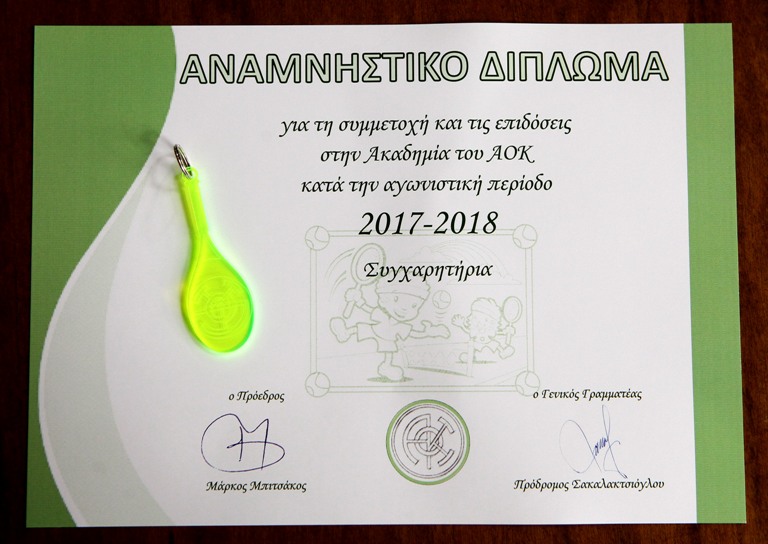 ΑΝΑΜΝΗΣΤΙΚΟ ΔΙΠΛΩΜΑ
για τη συμμετοχή και τις επιδόσεις
στην Ακαδημία του ΑΟΚ
κατά την αγωνιστική περίοδο
2017-2018
Συγχαρητήρια
ο Πρόεδρος
ο Γενικός Γραμματέας
Μάρκος Μπιτσάκος
Πρόδρομος Σακαλακτσιόγλου